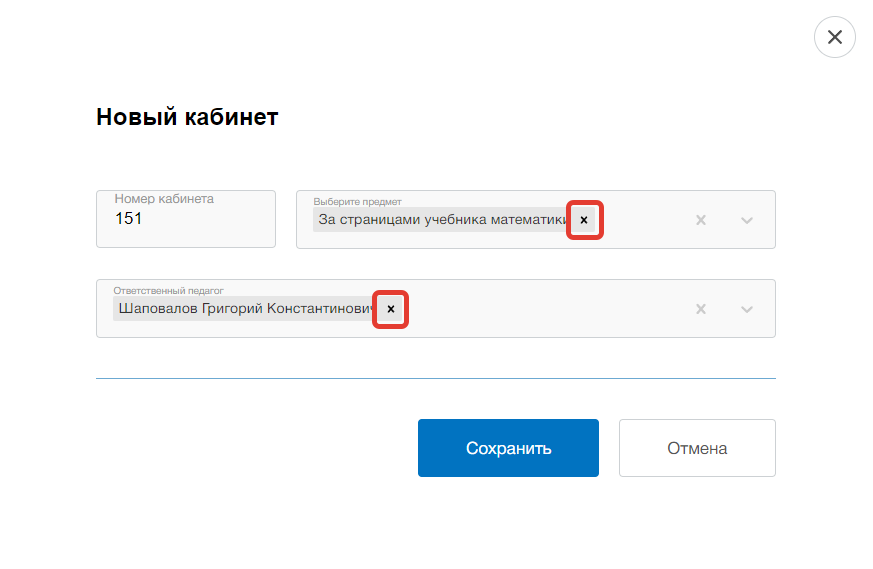 Новый кабинет
Номер кабинета
151
Выберите предмет
За страницами учебника математики
Ответственный педагог
Шаповалов Григорий Константинович
Сохранить
Отмена